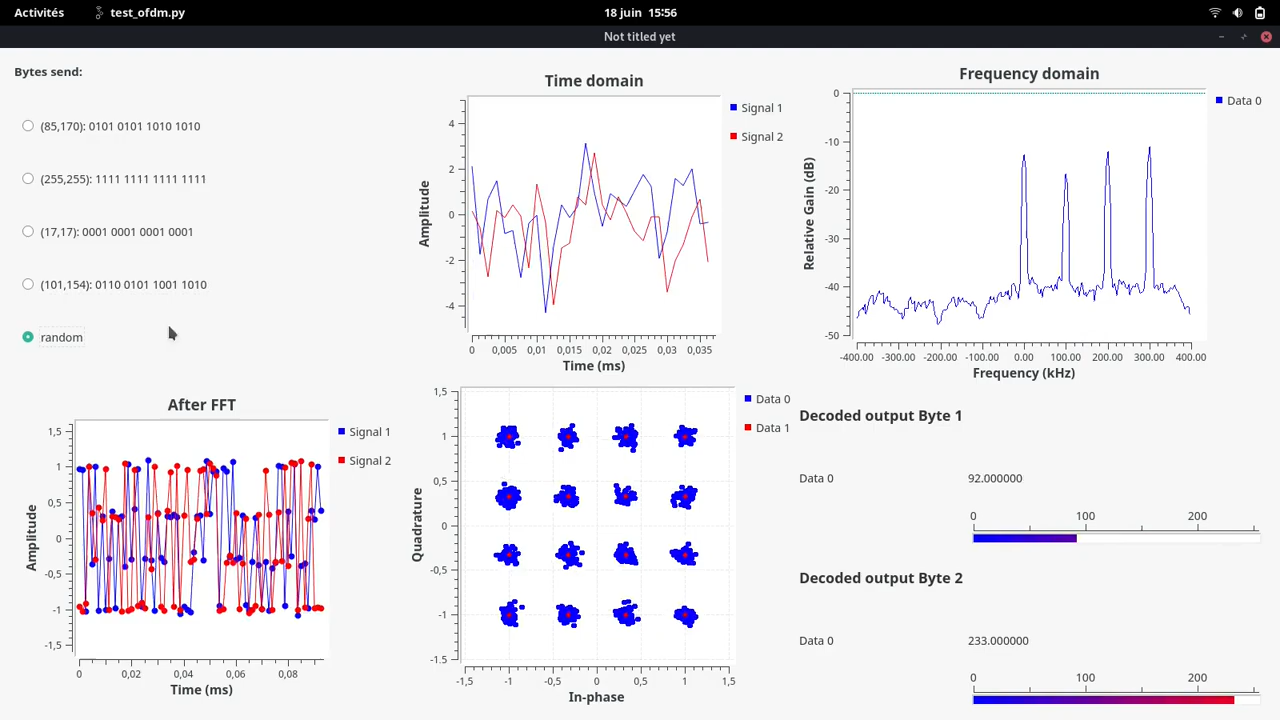 Activités
test_ofdm.py
18 juin 15:56
Not titled yet
Bytes send:
(85,170): 0101 0101 1010 1010
(255,255): 1111 1111 1111 1111
(17,17): 0001 0001 0001 0001
(101,154): 0110 0101 1001 1010
random
Time domain
Signal 1
Signal 2
Amplitude
4
2
0
-2
-4
0 0,005 0,01 0,015 0,02 0,025 0,03 0,035
Time (ms)
Frequency domain
Data 0
Relative Gain (dB)
0
-10
-20
-30
-40
-50
-400.00 -300.00 -200.00 -100.00 0.00 100.00 200.00 300.00 400.00
Frequency (kHz)
After FFT
Signal 1
Signal 2
Amplitude
1,5
1
0,5
0
-0,5
-1
-1,5
0 0,02 0,04 0,06 0,08
Time (ms)
Data 0
Data 1
Quadrature
1,5
1
0,5
0
-0,5
-1
-1.5
-1,5 -1 -0,5 0 0,5 1 1,5
In-phase
Decoded output Byte 1
Data 0 92.000000
0 100 200
Decoded output Byte 2
Data 0 233.000000
0 100 200